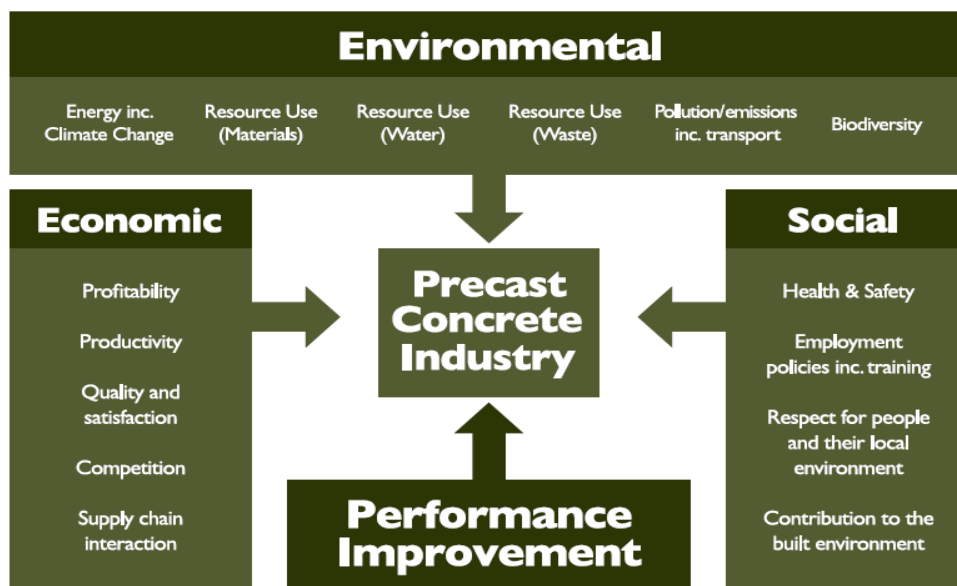 Environmental
Energy inc.
Climate Change
Resource Use
(Materials)
Resource Use
(Water)
Resource Use
(Waste)
Pollution/emissions
inc. transport
Biodiversity
Economic
Profitability
Productivity
Quality and
satisfaction
Competition
Supply chain
interaction
Precast
Concrete
Industry
Social
Health & Safety
Employment
policies inc. training
Respect for people
and their local
environment
Contribution to the
built environment
Performance
Improvement